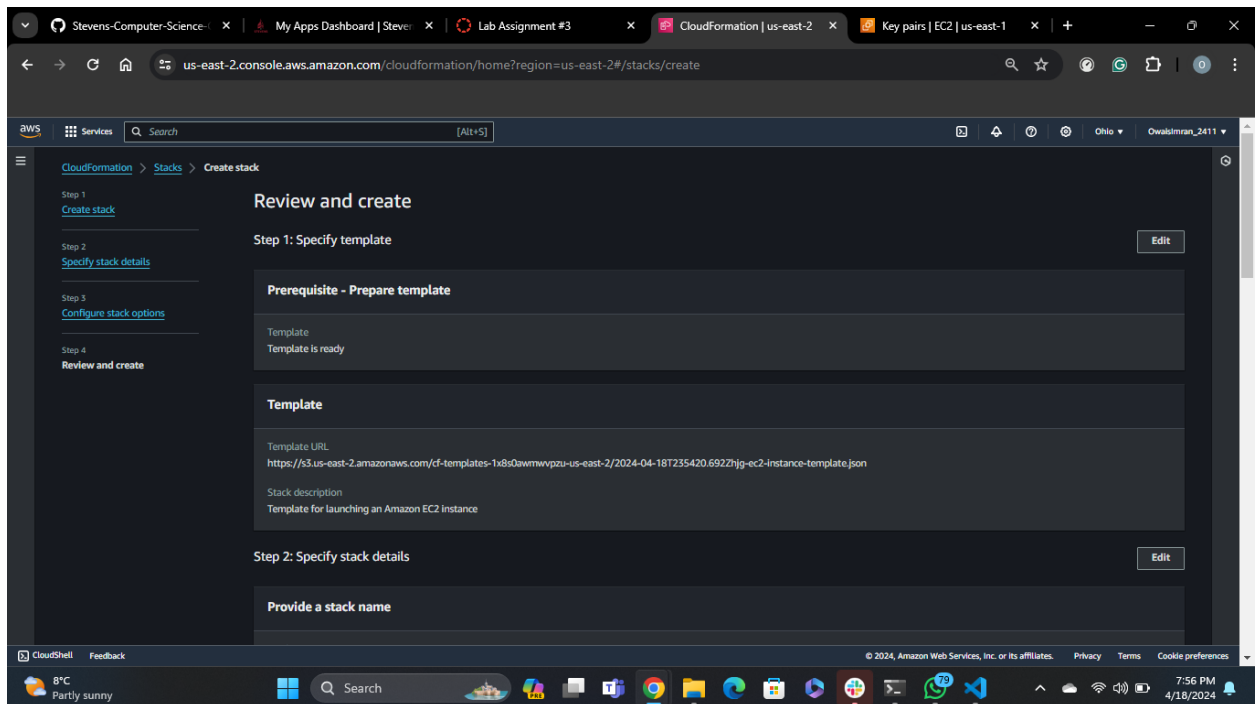 Stevens-Computer-Science-
My Apps Dashboard | Steven
Lab Assignment #3
CloudFormation | us-east-2
Key pairs | EC2 | us-east-1
us-east-2.console.aws.amazon.com/cloudformation/home?region=us-east-2#/stacks/create
aws
Services
Search
[Alt+S]
Ohio
OwaisImran_2411
CloudFormation
Stacks
Create stack
Step 1
Create stack
Step 2
Specify stack details
Step 3
Configure stack options
Step 4
Review and create
Review and create
Step 1: Specify template
Edit
Prerequisite - Prepare template
Template
Template is ready
Template
Template URL
https://s3.us-east-2.amazonaws.com/cf-templates-1x8s0awmwvpzu-us-east-2/2024-04-18T235420.692Zhjg-ec2-instance-template.json
Stack description
Template for launching an Amazon EC2 instance
Step 2: Specify stack details
Edit
Provide a stack name
CloudShell
Feedback
© 2024, Amazon Web Services, Inc. or its affiliates.
Privacy
Terms
Cookie preferences
8°C
Partly sunny
Search
PRE
79
7:56 PM
4/18/2024